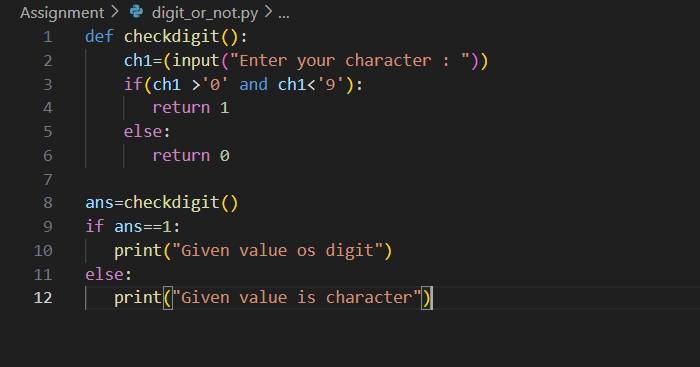 Assignment > digit_or_not.py > ...
1 def checkdigit():
2     ch1=(input("Enter your character : "))
3     if(ch1 >'0' and ch1<'9'):
4        return 1
5     else:
6        return 0
7
8 ans=checkdigit()
9 if ans==1:
10    print("Given value os digit")
11 else:
12    print("Given value is character")